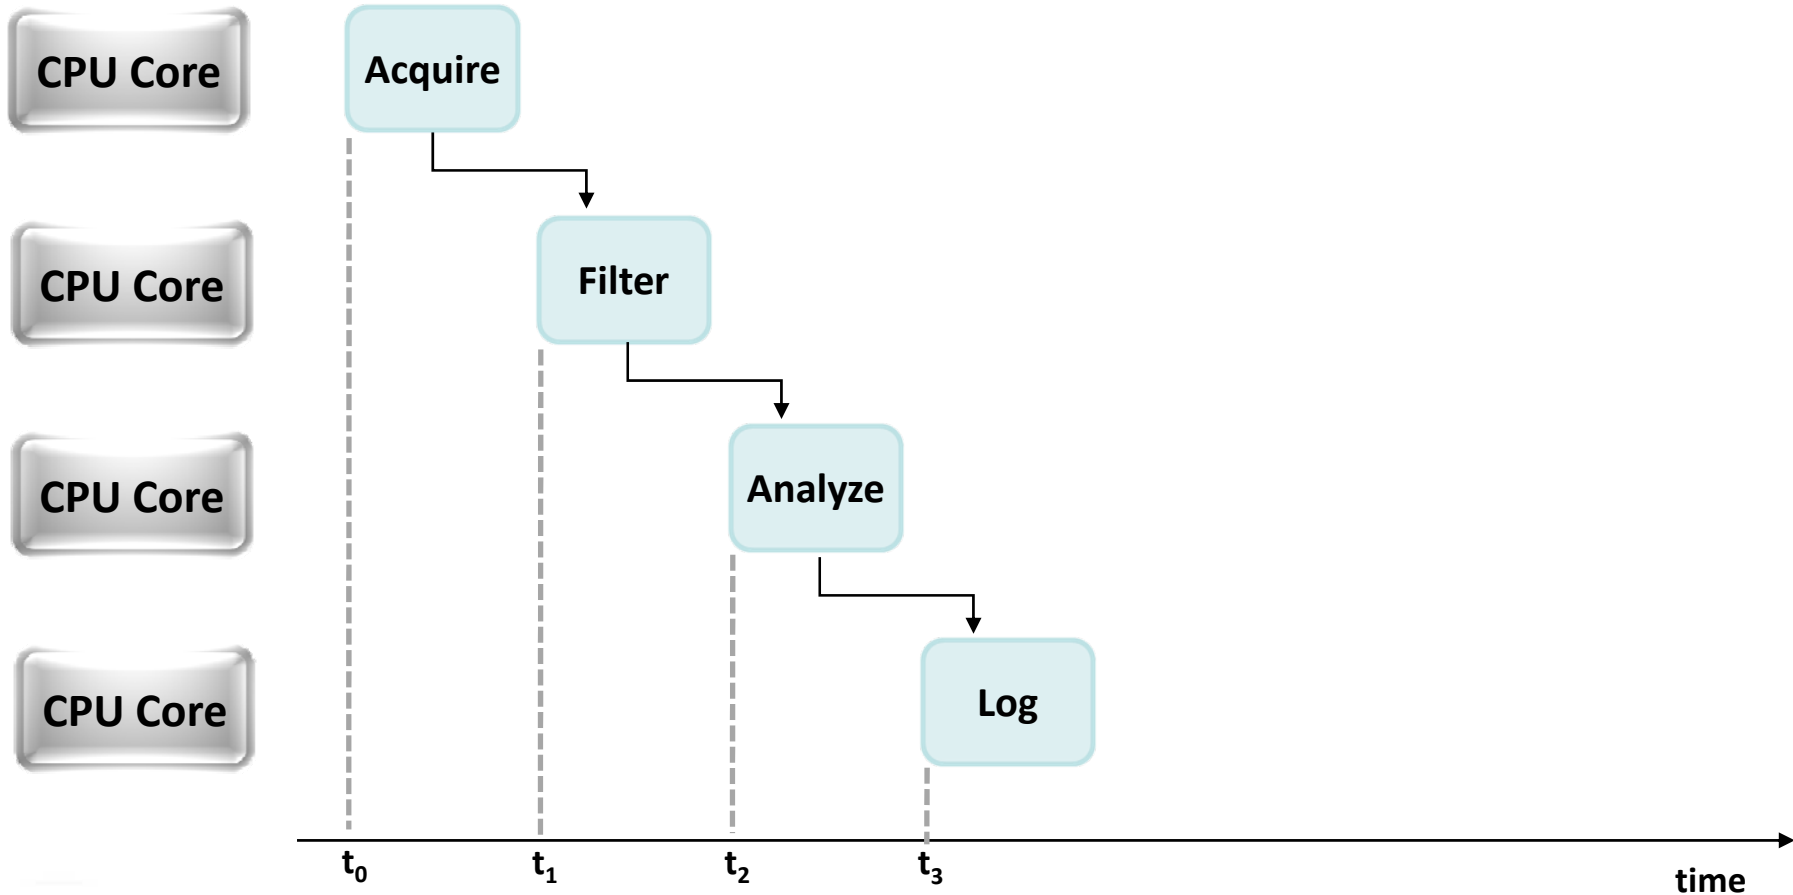 CPU Core
Acquire
CPU Core
Filter
CPU Core
Analyze
CPU Core
Log
t0 t1 t2 t3
time